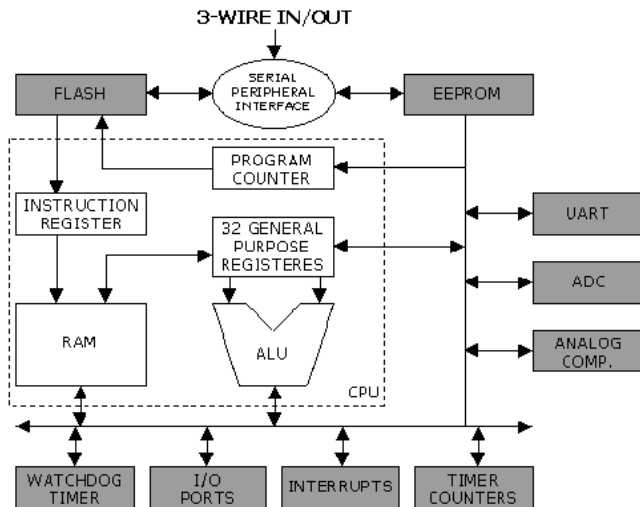 3-WIRE IN/OUT
FLASH
SERIAL
PERIPHERAL
INTERFACE
EEPROM
PROGRAM
COUNTER
INSTRUCTION
REGISTER
32 GENERAL
PURPOSE
REGISTERES
UART
ADC
RAM
ALU
ANALOG
COMP.
CPU
WATCHDOG
TIMER
I/O
PORTS
INTERRUPTS
TIMER
COUNTERS